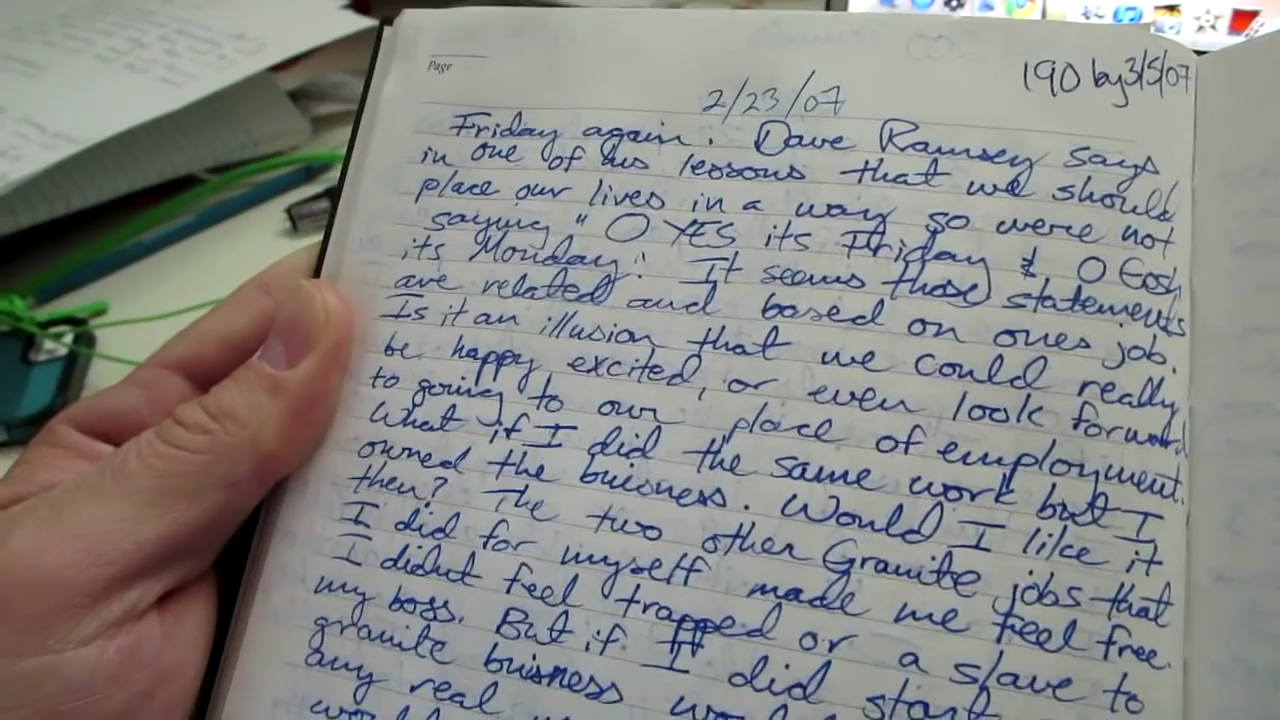 Page
190 by 3/5/07
2/23/07
Friday again. Dave Ramsey says
in one of his lessons that we should
place our lives in a way so were not
saying " O YES its Friday &, O Gosh
its Monday". It seems those statements
are related and based on ones job.
Is it an illusion that we could really
be happy, excited, or even look forward
to going to our place of employment.
What if I did the same work but I
owned the buisness. Would I like it
then? The two other Granite jobs that
I did for myself made me feel free.
I didnt feel trapped or a slave to
my boss. But if I did start
granite buisness
any real